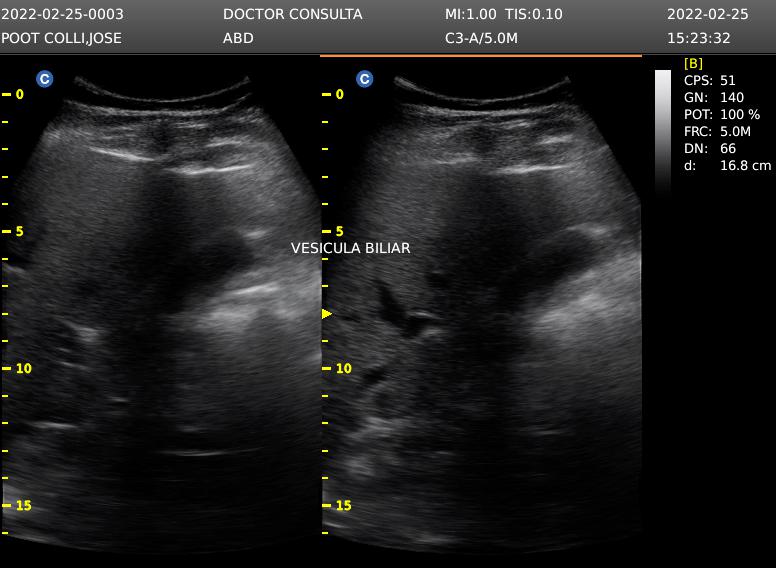 2022-02-25-0003 DOCTOR CONSULTA MI:1.00 TIS:0.10 2022-02-25
POOT COLLI,JOSE ABD C3-A/5.0M 15:23:32
[B]
CPS: 51
GN: 140
POT: 100 %
FRC: 5.0M
DN: 66
d: 16.8 cm
C C
0 0
5 5
VESICULA BILIAR
10 10
15 15